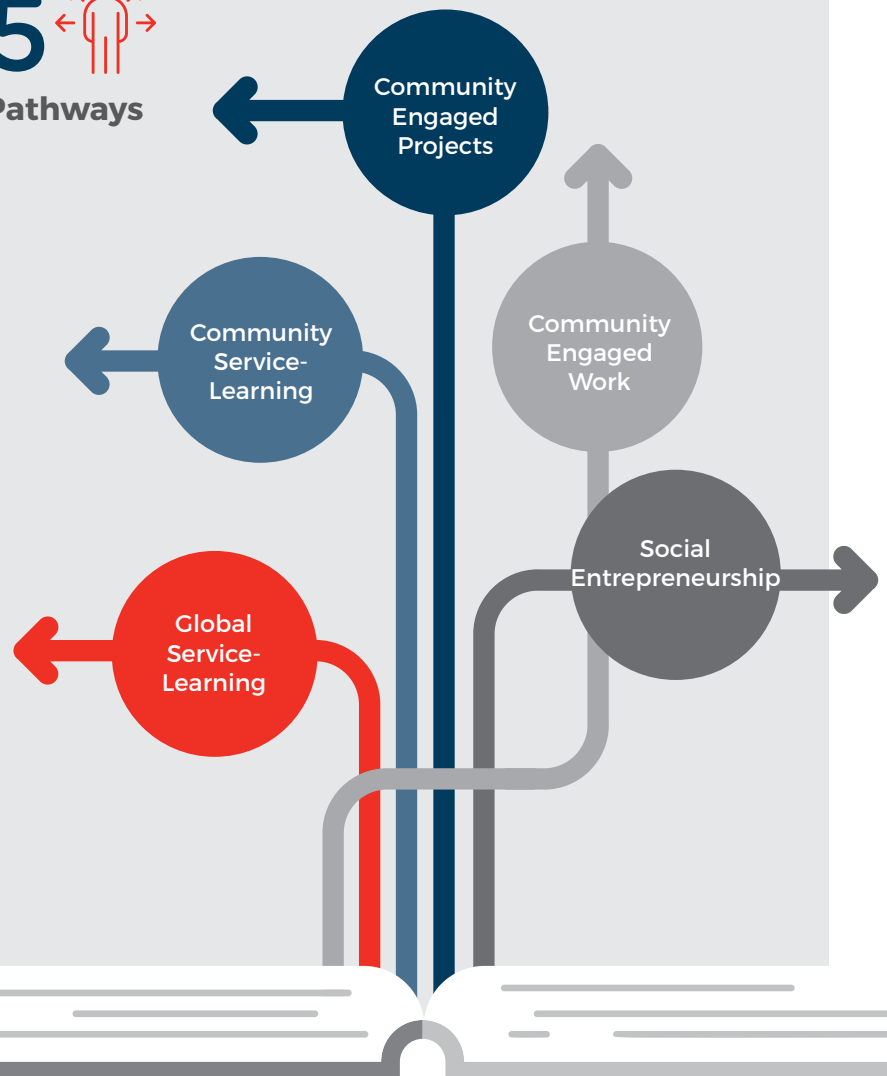 5
Pathways
Community
Engaged
Projects
Community
Service-
Learning
Community
Engaged
Work
Social
Entrepreneurship
Global
Service-
Learning